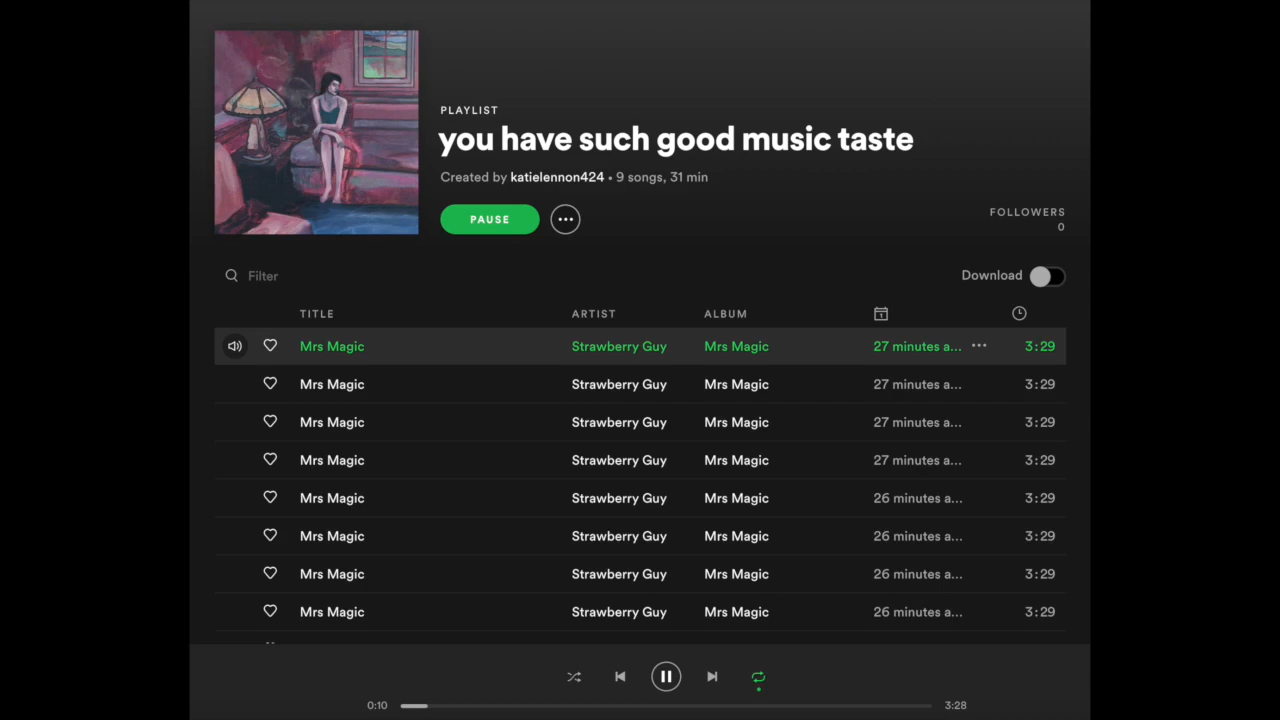 PLAYLIST
you have such good music taste
Created by katielennon424 • 9 songs, 31 min
PAUSE
FOLLOWERS
0
Filter
Download
TITLE ARTIST ALBUM
Mrs Magic Strawberry Guy Mrs Magic 27 minutes a... 3:29
Mrs Magic Strawberry Guy Mrs Magic 27 minutes a... 3:29
Mrs Magic Strawberry Guy Mrs Magic 27 minutes a... 3:29
Mrs Magic Strawberry Guy Mrs Magic 27 minutes a... 3:29
Mrs Magic Strawberry Guy Mrs Magic 26 minutes a... 3:29
Mrs Magic Strawberry Guy Mrs Magic 26 minutes a... 3:29
Mrs Magic Strawberry Guy Mrs Magic 26 minutes a... 3:29
Mrs Magic Strawberry Guy Mrs Magic 26 minutes a... 3:29
0:10 3:28